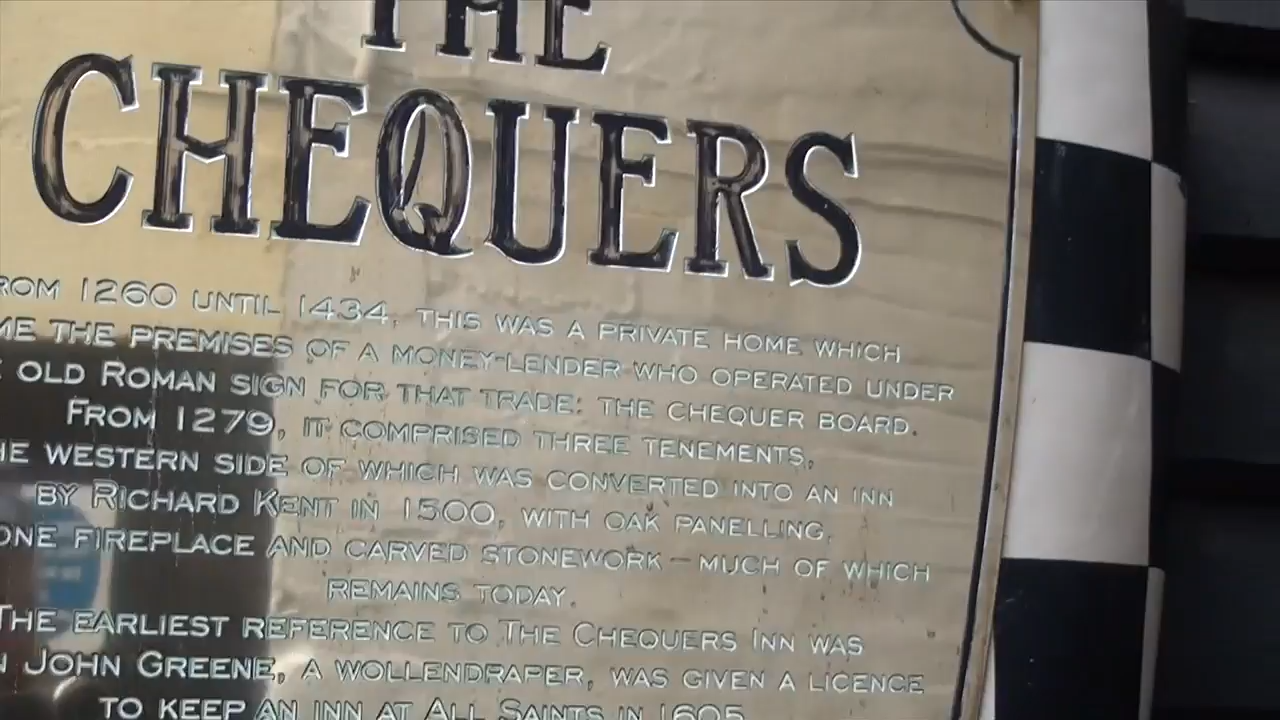 THE
CHEQUERS
ROM 1260 UNTIL 1434, THIS WAS A PRIVATE HOME WHICH
ME THE PREMISES OF A MONEY-LENDER WHO OPERATED UNDER
OLD ROMAN SIGN FOR THAT TRADE: THE CHEQUER BOARD.
FROM 1279, IT COMPRISED THREE TENEMENTS,
HE WESTERN SIDE OF WHICH WAS CONVERTED INTO AN INN
BY RICHARD KENT IN 1500, WITH OAK PANELLING,
ONE FIREPLACE AND CARVED STONEWORK – MUCH OF WHICH
REMAINS TODAY.
THE EARLIEST REFERENCE TO THE CHEQUERS INN WAS
N JOHN GREENE, A WOLLENDRAPER, WAS GIVEN A LICENCE
TO KEEP AN INN AT ALL SAINTS IN 1605.